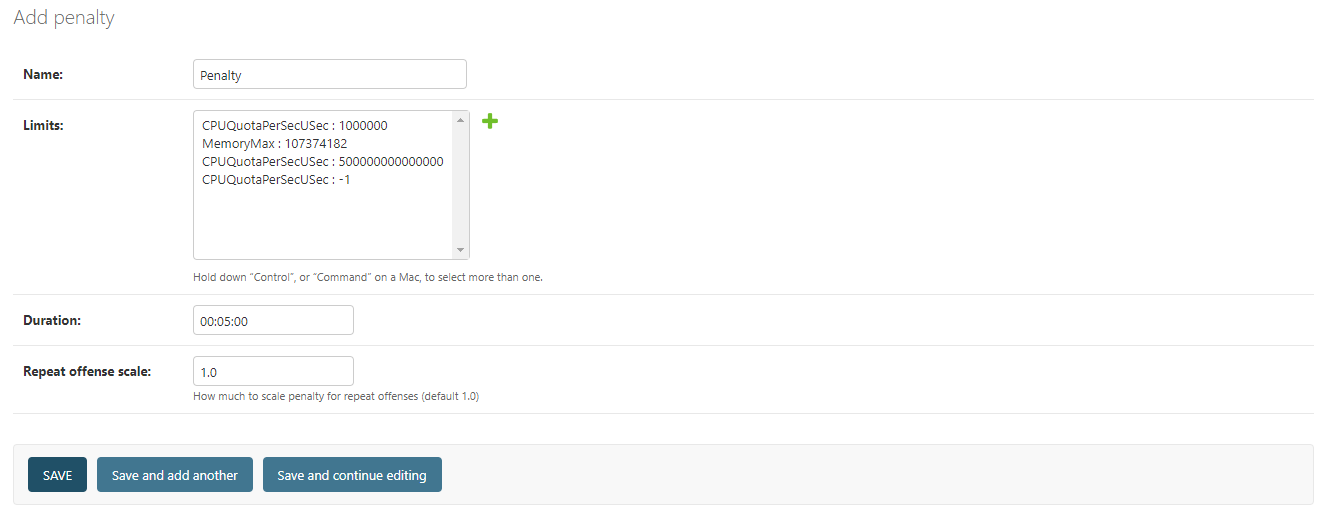 Add penalty
Name:
Penalty
Limits:
CPUQuotaPerSecUSec : 1000000
MemoryMax : 107374182
CPUQuotaPerSecUSec : 500000000000000
CPUQuotaPerSecUSec : -1
Hold down "Control", or "Command" on a Mac, to select more than one.
Duration:
00:05:00
Repeat offense scale:
1.0
How much to scale penalty for repeat offenses (default 1.0)
SAVE
Save and add another
Save and continue editing